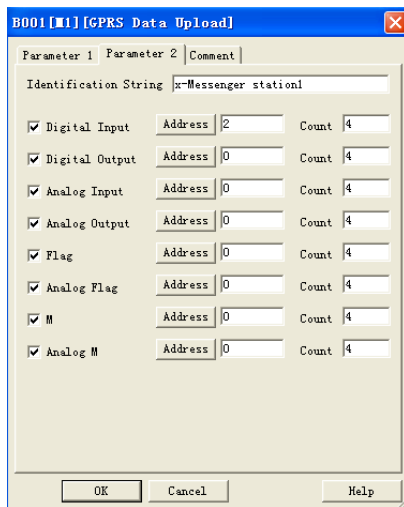 B001[M1][GPRS Data Upload]
Parameter 1 Parameter 2 Comment
Identification String x-Messenger station1
Digital Input Address 2 Count 4
Digital Output Address 0 Count 4
Analog Input Address 0 Count 4
Analog Output Address 0 Count 4
Flag Address 0 Count 4
Analog Flag Address 0 Count 4
M Address 0 Count 4
Analog M Address 0 Count 4
OK Cancel Help